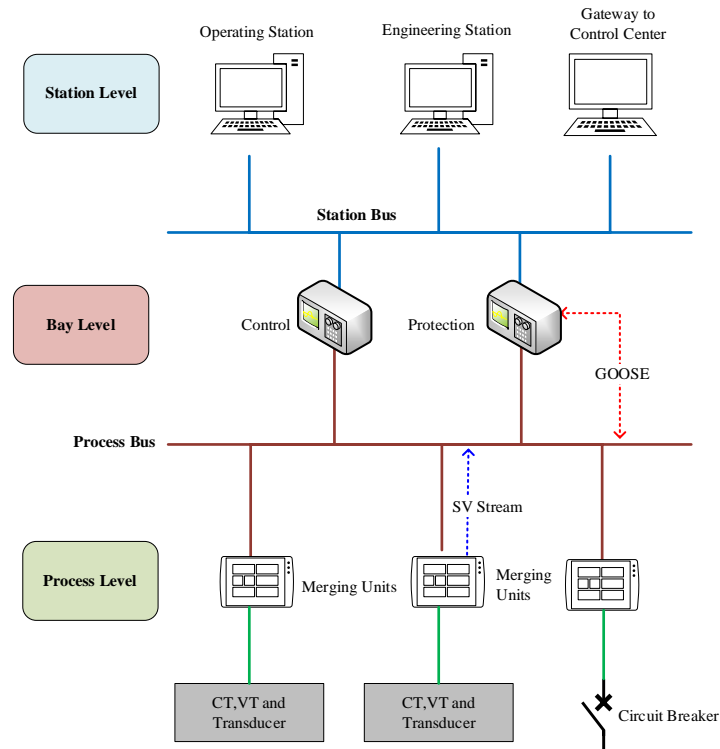 Operating Station
Engineering Station
Gateway to
Control Center
Station Level
Station Bus
Bay Level
Control
Protection
GOOSE
Process Bus
SV Stream
Process Level
Merging Units
Merging
Units
CT,VT and
Transducer
CT,VT and
Transducer
Circuit Breaker